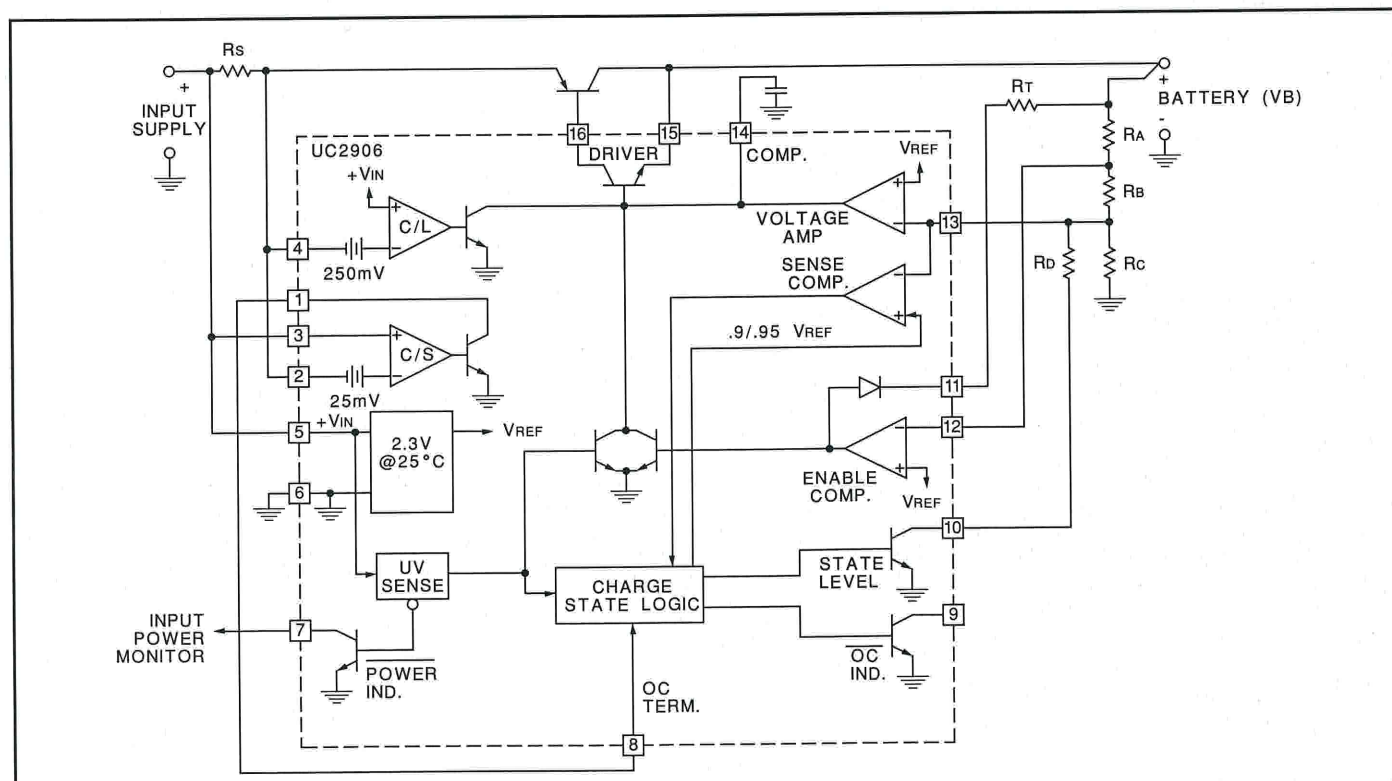 RS
+
INPUT
SUPPLY
RT
+
BATTERY (VB)
-
RA
16
15
14
UC2906
DRIVER
COMP.
VREF
+VIN
RB
+
C/L
-
+
-
VOLTAGE
AMP
13
4
250mV
SENSE
COMP.
RD
RC
1
-
+
3
+
C/S
-
.9/.95 VREF
2
25mV
11
+VIN
5
2.3V
@25°C
VREF
12
-
+
6
ENABLE
COMP.
VREF
10
UV
SENSE
CHARGE
STATE LOGIC
STATE
LEVEL
9
INPUT
POWER
MONITOR
7
POWER
IND.
OC
IND.
OC
TERM.
8